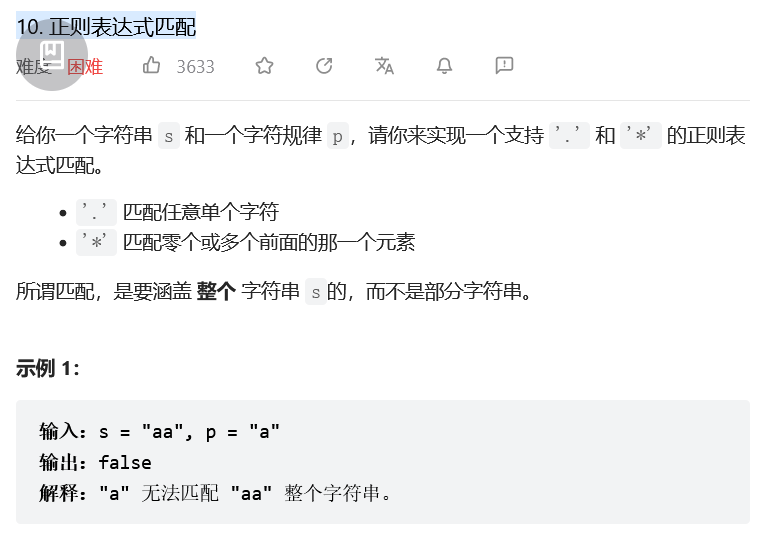 10. 正则表达式匹配
难度 困难 3633
给你一个字符串 s 和一个字符规律 p，请你来实现一个支持 '.' 和 '*' 的正则表
达式匹配。
• '.' 匹配任意单个字符
• '*' 匹配零个或多个前面的那一个元素
所谓匹配，是要涵盖 整个 字符串 s的，而不是部分字符串。
示例 1：
输入：s = "aa", p = "a"
输出：false
解释："a" 无法匹配 "aa" 整个字符串。